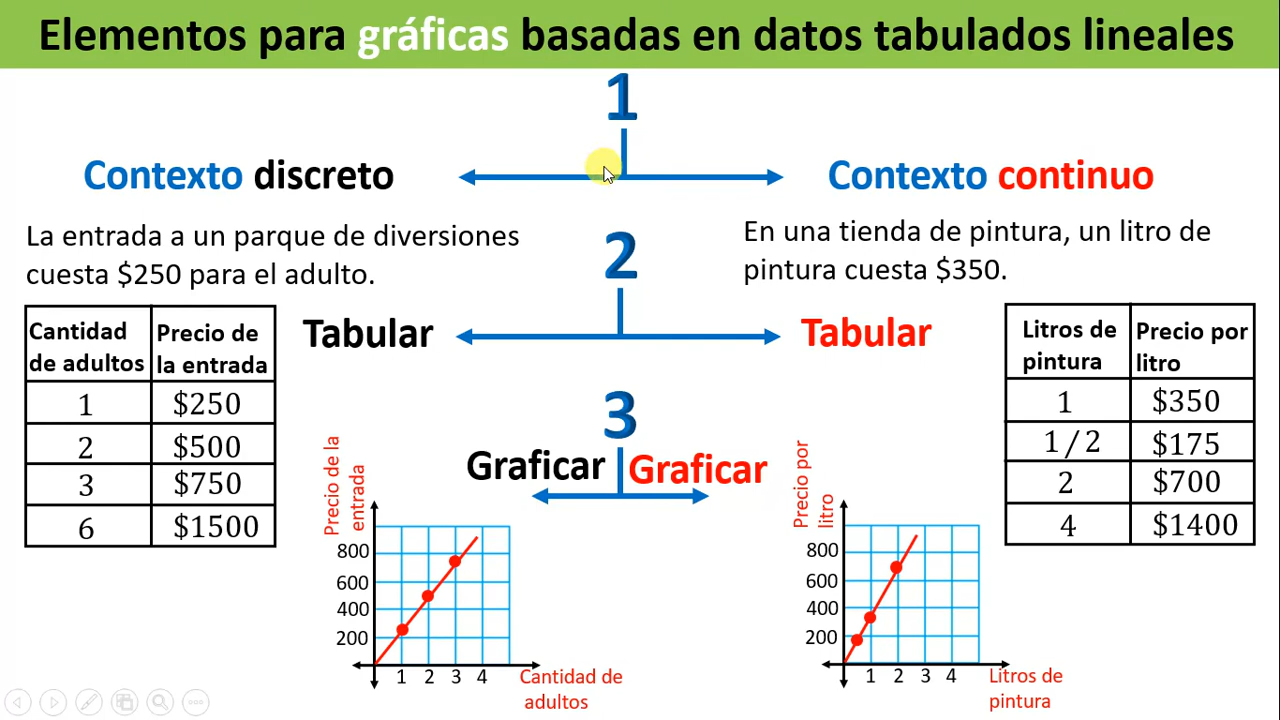 Elementos para gráficas basadas en datos tabulados lineales
1
Contexto discreto
Contexto continuo
La entrada a un parque de diversiones
cuesta $250 para el adulto.
En una tienda de pintura, un litro de
pintura cuesta $350.
2
Tabular
Tabular
Cantidad
de adultos
Precio de
la entrada
1 $250
2 $500
3 $750
6 $1500
Litros de
pintura
Precio por
litro
1 $350
1/2 $175
2 $700
4 $1400
3
Graficar
Graficar
Precio de la
entrada
800
600
400
200
1 2 3 4
Cantidad de
adultos
Precio por
litro
800
600
400
200
1 2 3 4
Litros de
pintura